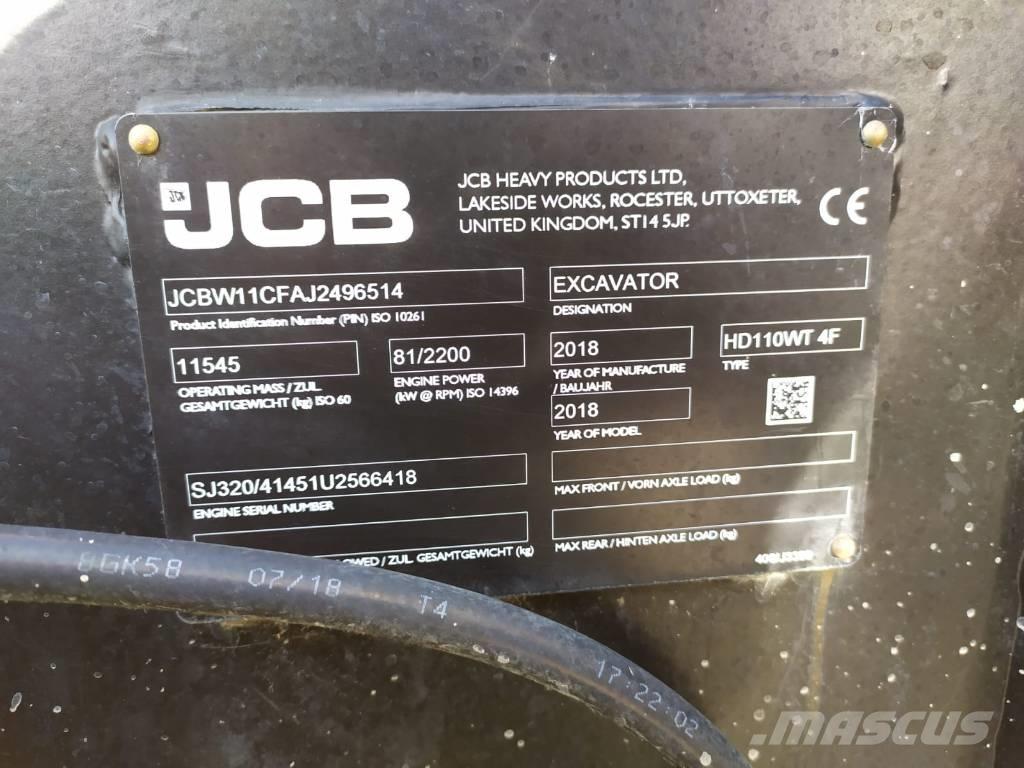 JCB
JCB HEAVY PRODUCTS LTD,
LAKESIDE WORKS, ROCESTER, UTTOXETER,
UNITED KINGDOM, ST14 5JP.
CE
JCBW11CFAJ2496514
Product Identification Number (PIN) ISO 10261
EXCAVATOR
DESIGNATION
11545
OPERATING MASS / ZUL.
GESAMTGEWICHT (kg) ISO 60
81/2200
ENGINE POWER
(kW @ RPM) ISO 14396
2018
YEAR OF MANUFACTURE
/ BAUJAHR
HD110WT 4F
TYPE
2018
YEAR OF MODEL
SJ320/41451U2566418
ENGINE SERIAL NUMBER
MAX FRONT / VORN AXLE LOAD (kg)
OWED / ZUL. GESAMTGEWICHT (kg)
MAX REAR / HINTEN AXLE LOAD (kg)
8GK58 07/18 T4 17:22:02
MASCUS